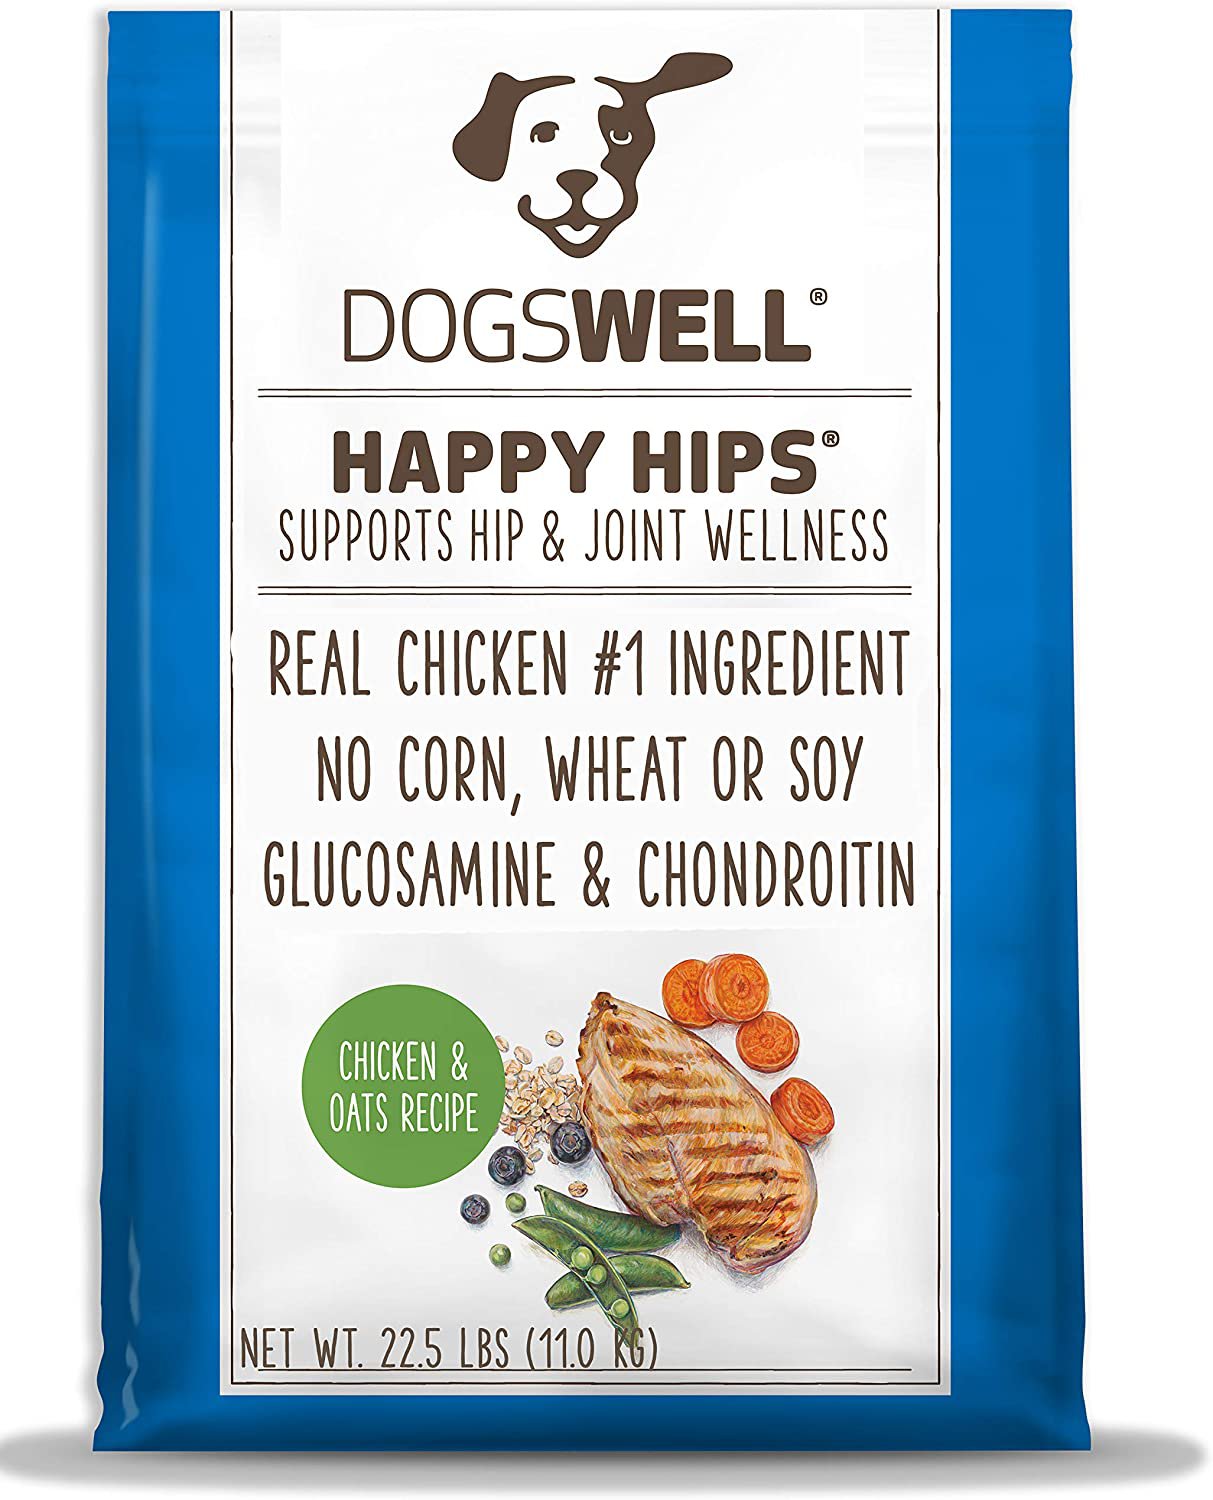 DOGSWELL®
HAPPY HIPS®
SUPPORTS HIP & JOINT WELLNESS
REAL CHICKEN #1 INGREDIENT
NO CORN, WHEAT OR SOY
GLUCOSAMINE & CHONDROITIN
CHICKEN &
OATS RECIPE
NET WT. 22.5 LBS (11.0 KG)